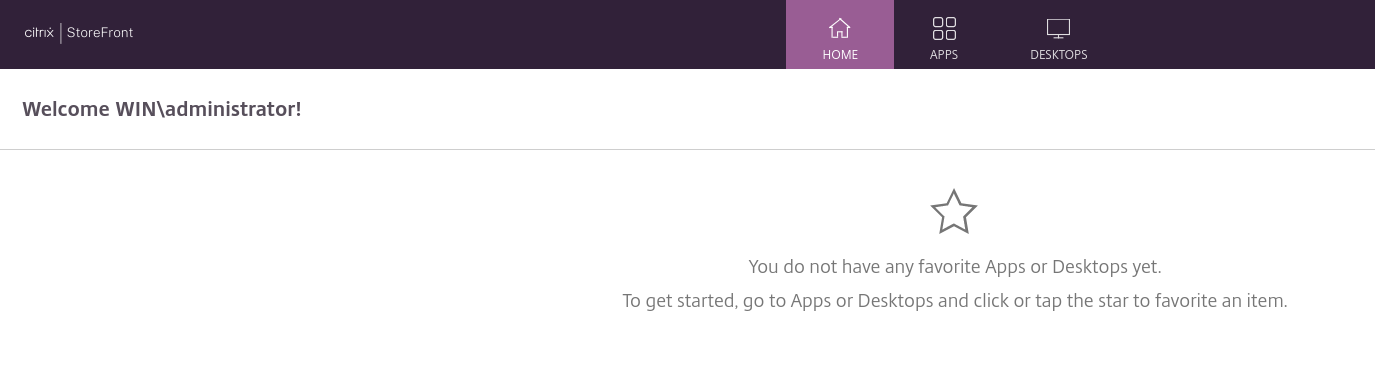 citrix | StoreFront
HOME
APPS
DESKTOPS
Welcome WIN\administrator!
You do not have any favorite Apps or Desktops yet.
To get started, go to Apps or Desktops and click or tap the star to favorite an item.